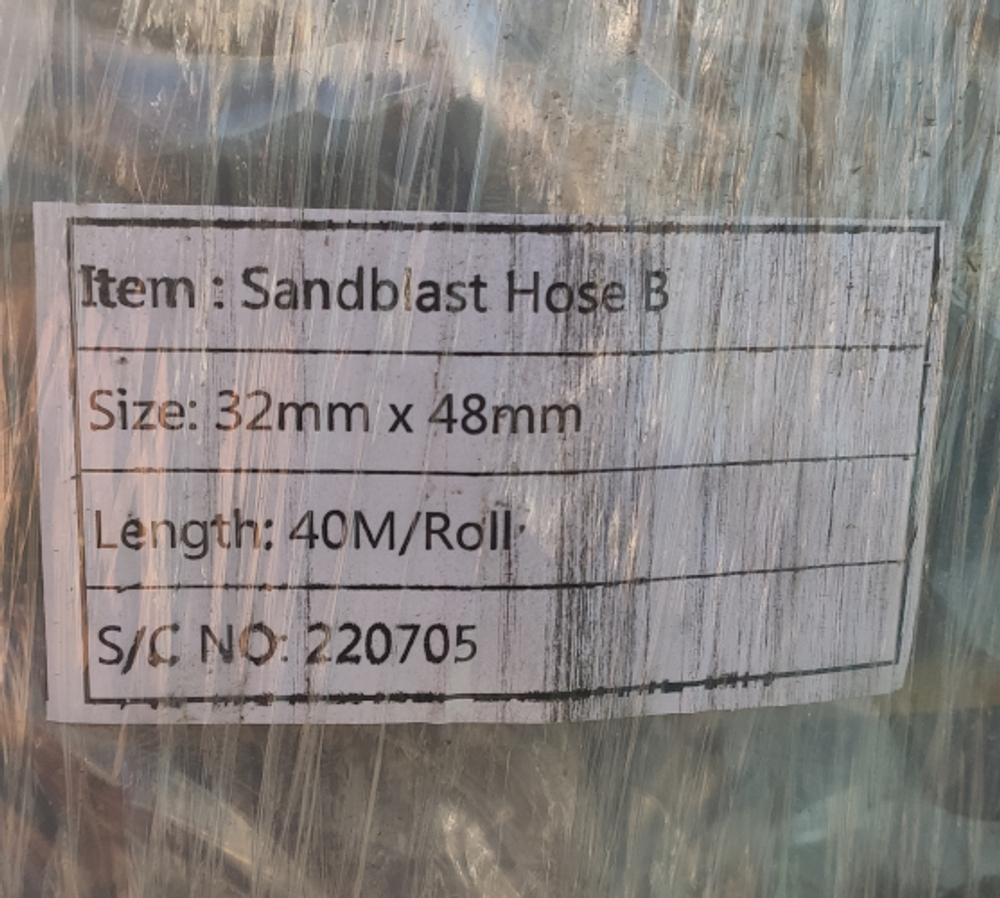 Item : Sandblast Hose B
Size: 32mm x 48mm
Length: 40M/Roll
S/C NO: 220705